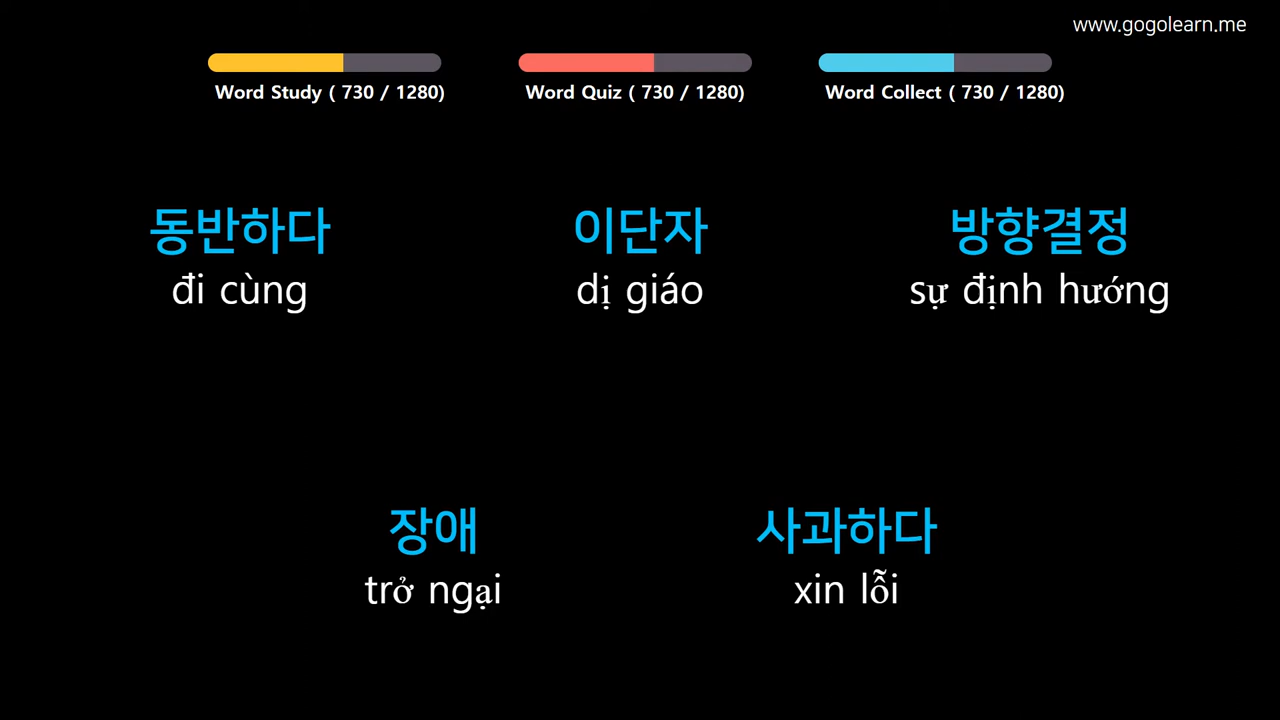 www.gogolearn.me
Word Study ( 730 / 1280)
Word Quiz ( 730 / 1280)
Word Collect ( 730 / 1280)
동반하다
đi cùng
이단자
dị giáo
방향결정
sự định hướng
장애
trở ngại
사과하다
xin lỗi